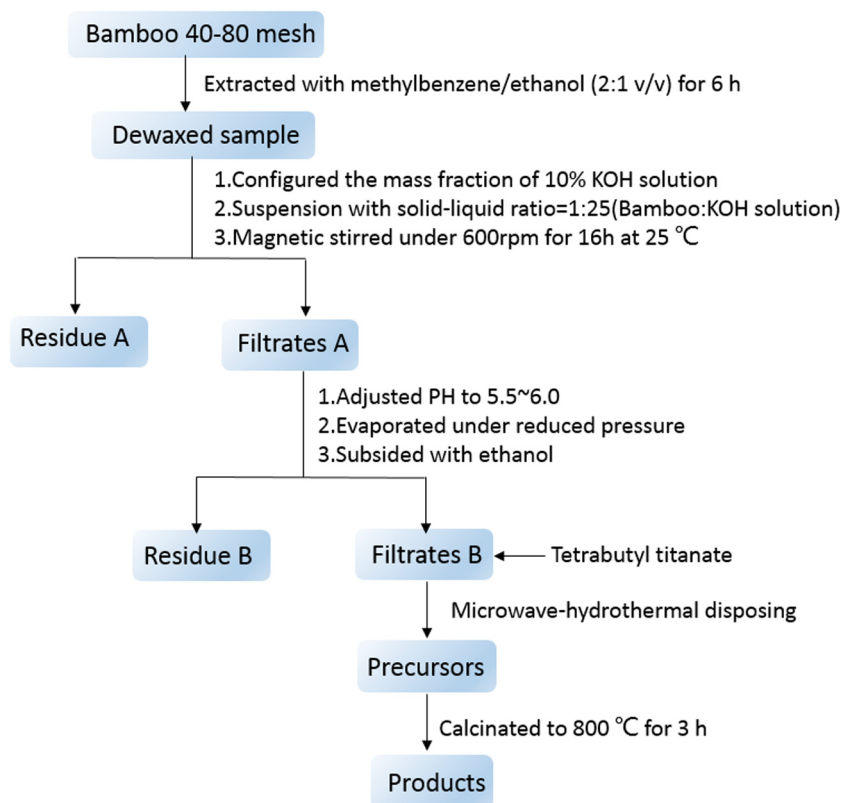 Bamboo 40-80 mesh
Extracted with methylbenzene/ethanol (2:1 v/v) for 6 h
Dewaxed sample
1.Configured the mass fraction of 10% KOH solution
2.Suspension with solid-liquid ratio=1:25(Bamboo:KOH solution)
3.Magnetic stirred under 600rpm for 16h at 25 ℃
Residue A
Filtrates A
1.Adjusted PH to 5.5~6.0
2.Evaporated under reduced pressure
3.Subsided with ethanol
Residue B
Filtrates B
Tetrabutyl titanate
Microwave-hydrothermal disposing
Precursors
Calcinated to 800 ℃ for 3 h
Products